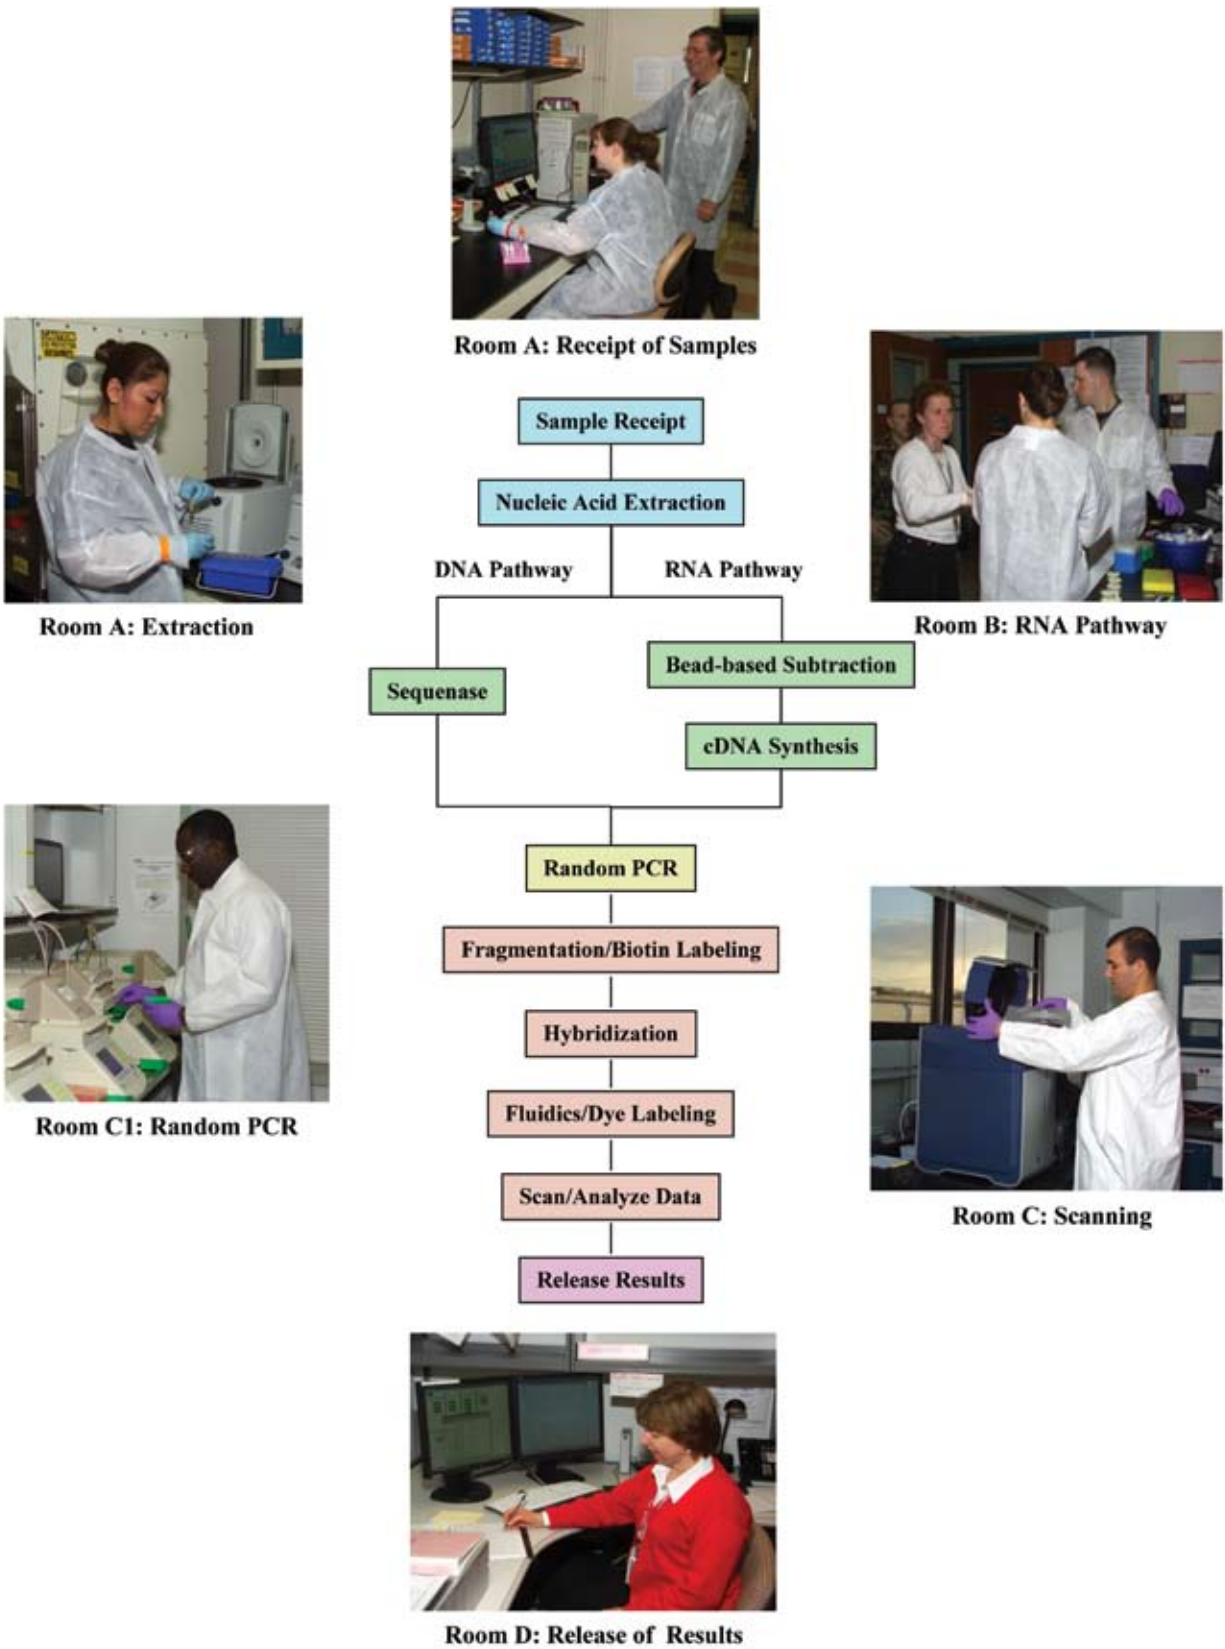 Room A: Receipt of Samples
Sample Receipt
Nucleic Acid Extraction
DNA Pathway
RNA Pathway
Room A: Extraction
Room B: RNA Pathway
Sequenase
Bead-based Subtraction
cDNA Synthesis
Random PCR
Fragmentation/Biotin Labeling
Hybridization
Fluidics/Dye Labeling
Room C1: Random PCR
Scan/Analyze Data
Room C: Scanning
Release Results
Room D: Release of Results